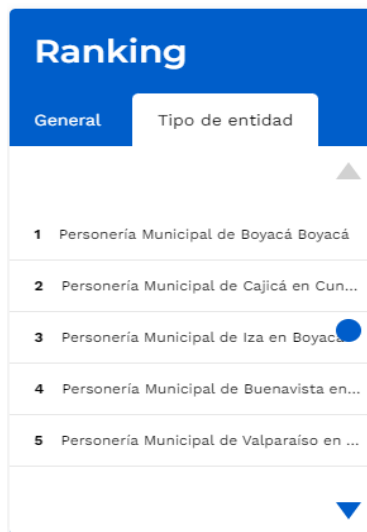 Ranking
General Tipo de entidad
1 Personería Municipal de Boyacá Boyacá
2 Personería Municipal de Cajicá en Cun...
3 Personería Municipal de Iza en Boyacá
4 Personería Municipal de Buenavista en...
5 Personería Municipal de Valparaíso en ...